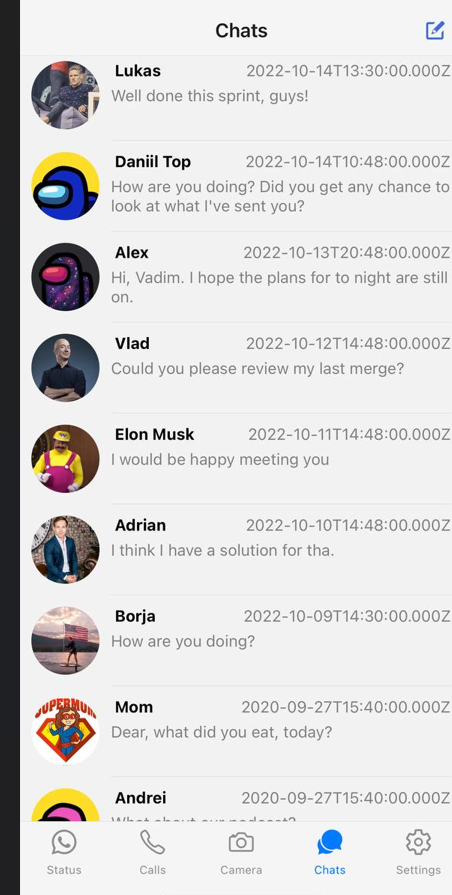 Chats
Lukas 2022-10-14T13:30:00.000Z
Well done this sprint, guys!
Daniil Top 2022-10-14T10:48:00.000Z
How are you doing? Did you get any chance to
look at what I've sent you?
Alex 2022-10-13T20:48:00.000Z
Hi, Vadim. I hope the plans for to night are still
on.
Vlad 2022-10-12T14:48:00.000Z
Could you please review my last merge?
Elon Musk 2022-10-11T14:48:00.000Z
I would be happy meeting you
Adrian 2022-10-10T14:48:00.000Z
I think I have a solution for tha.
Borja 2022-10-09T14:30:00.000Z
How are you doing?
SUPERMUM
Mom 2020-09-27T15:40:00.000Z
Dear, what did you eat, today?
Andrei 2020-09-27T15:40:00.000Z
What about our podcast?
Status Calls Camera Chats Settings